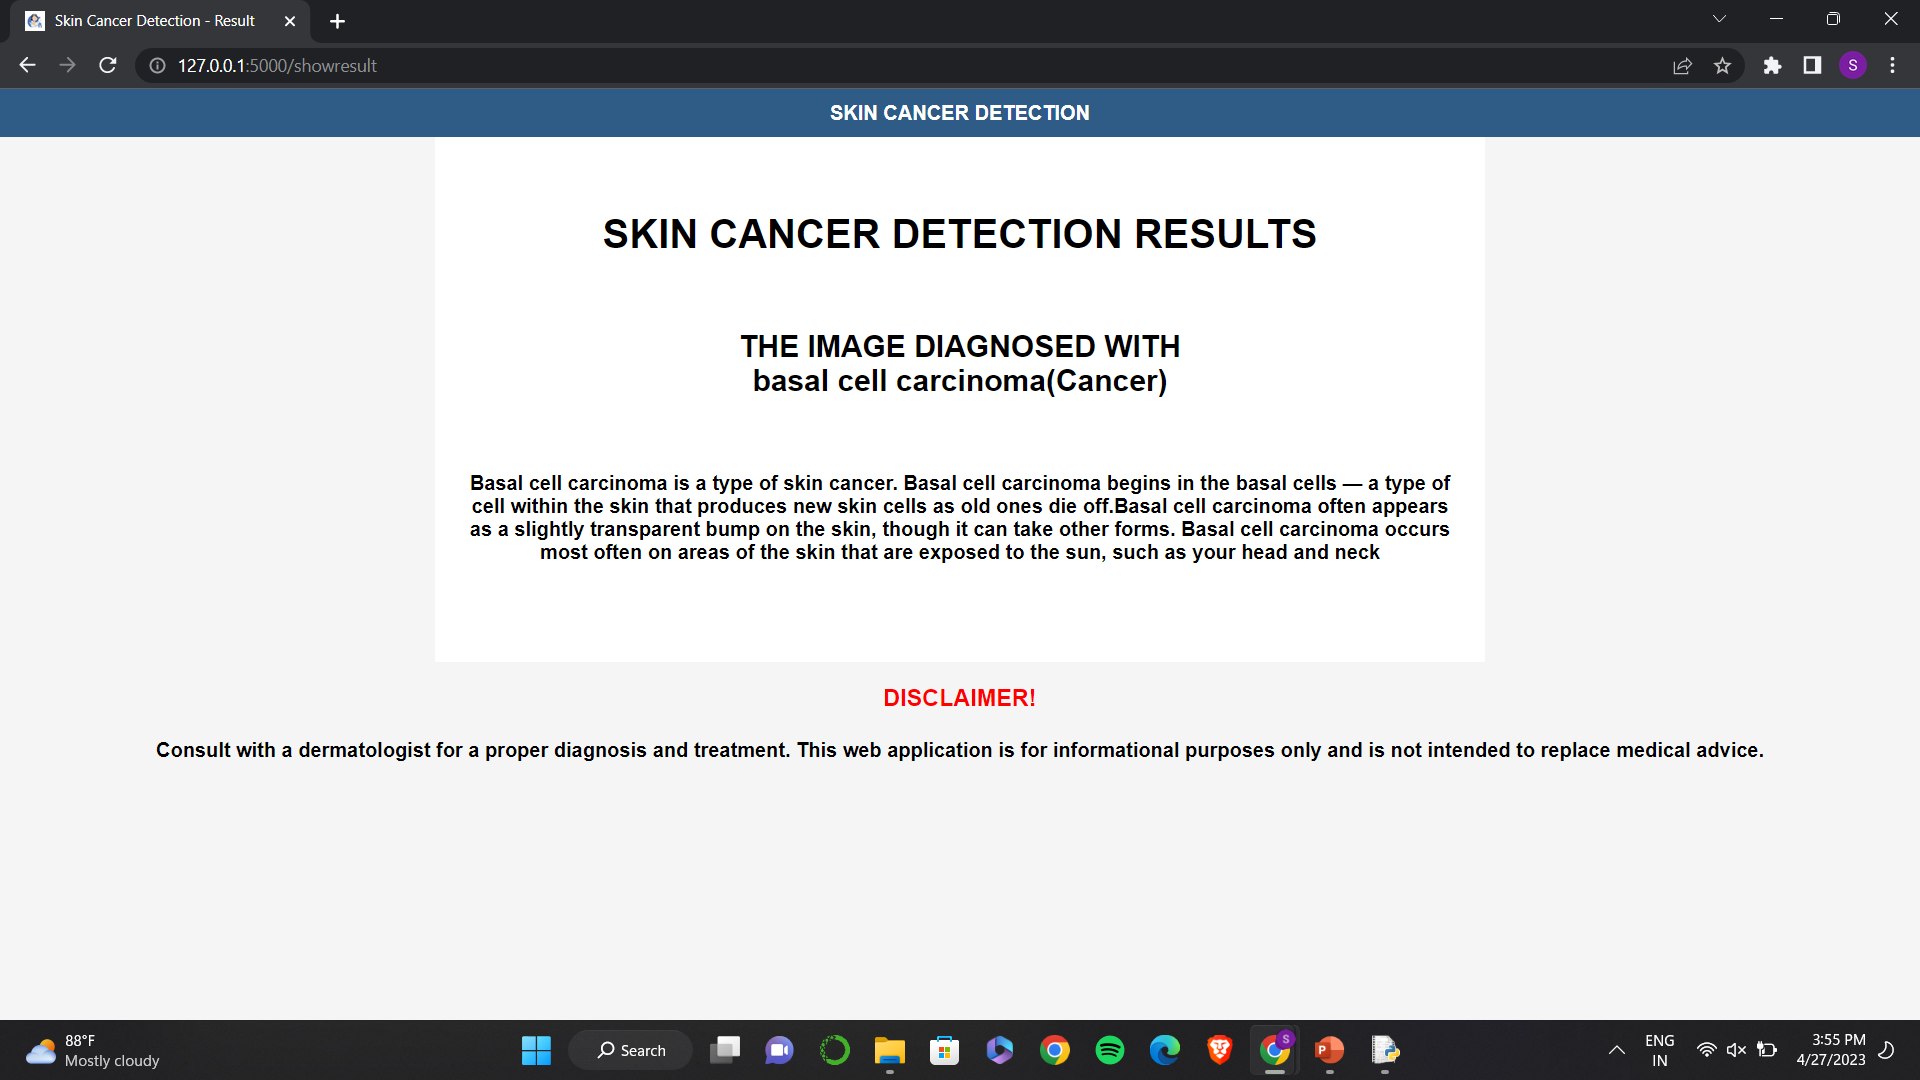 Skin Cancer Detection - Result
127.0.0.1:5000/showresult
S
SKIN CANCER DETECTION
SKIN CANCER DETECTION RESULTS
THE IMAGE DIAGNOSED WITH
basal cell carcinoma(Cancer)
Basal cell carcinoma is a type of skin cancer. Basal cell carcinoma begins in the basal cells — a type of
cell within the skin that produces new skin cells as old ones die off.Basal cell carcinoma often appears
as a slightly transparent bump on the skin, though it can take other forms. Basal cell carcinoma occurs
most often on areas of the skin that are exposed to the sun, such as your head and neck
DISCLAIMER!
Consult with a dermatologist for a proper diagnosis and treatment. This web application is for informational purposes only and is not intended to replace medical advice.
88°F
Mostly cloudy
Search
S
P
ENG
IN
3:55 PM
4/27/2023